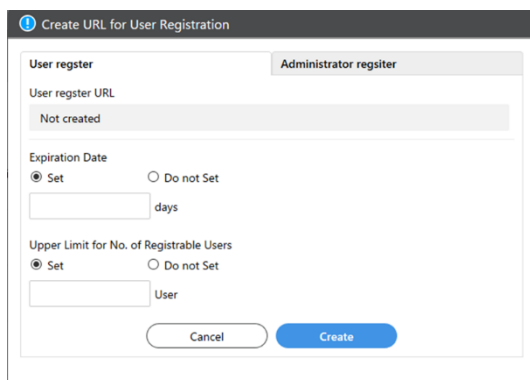 Create URL for User Registration
User regster
Administrator regsiter
User regster URL
Not created
Expiration Date
Set
Do not Set
days
Upper Limit for No. of Registrable Users
Set
Do not Set
User
Cancel
Create